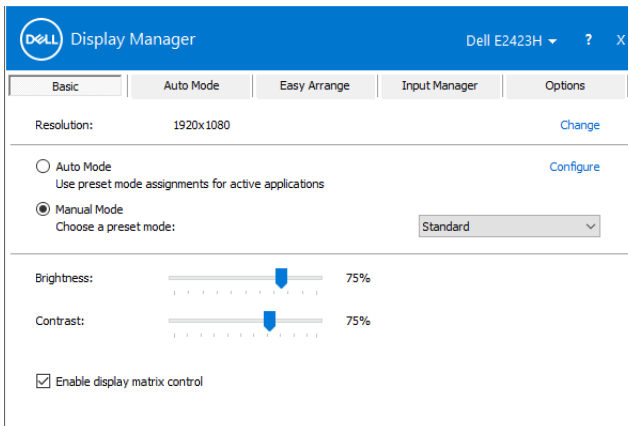 DELL Display Manager Dell E2423H ? X
Basic Auto Mode Easy Arrange Input Manager Options
Resolution: 1920x1080 Change
Auto Mode Configure
Use preset mode assignments for active applications
Manual Mode
Choose a preset mode: Standard
Brightness: 75%
Contrast: 75%
Enable display matrix control